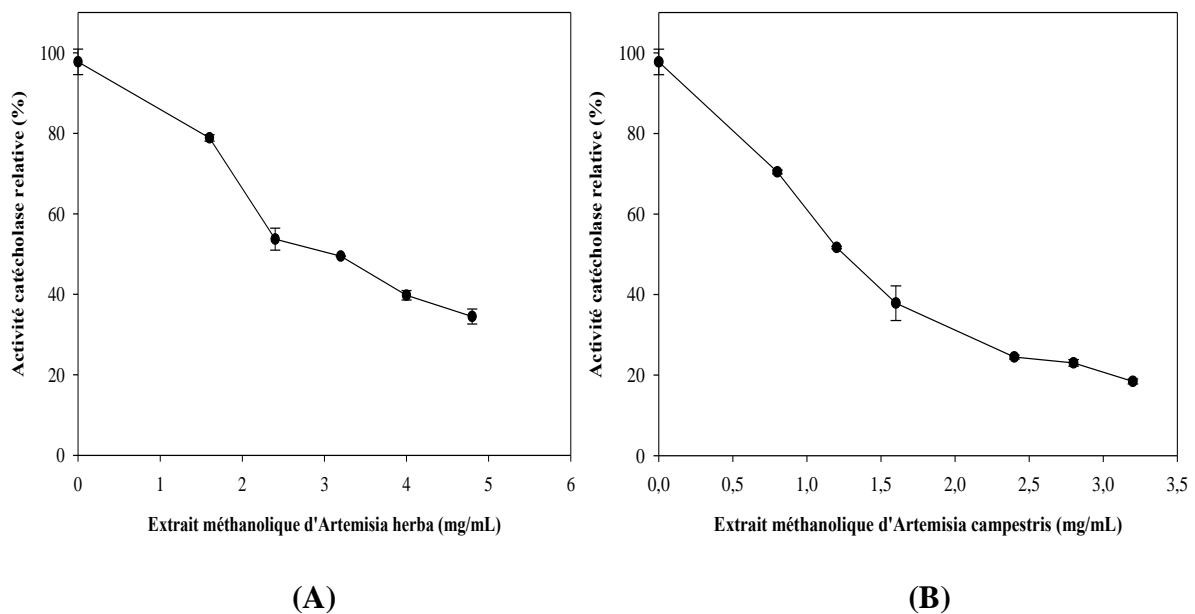 Activité catécholase relative (%)
100
80
60
40
20
0
0 1 2 3 4 5 6
Extrait méthanolique d'Artemisia herba (mg/mL)
(A)
Activité catécholase relative (%)
100
80
60
40
20
0
0,0 0,5 1,0 1,5 2,0 2,5 3,0 3,5
Extrait méthanolique d'Artemisia campestris (mg/mL)
(B)